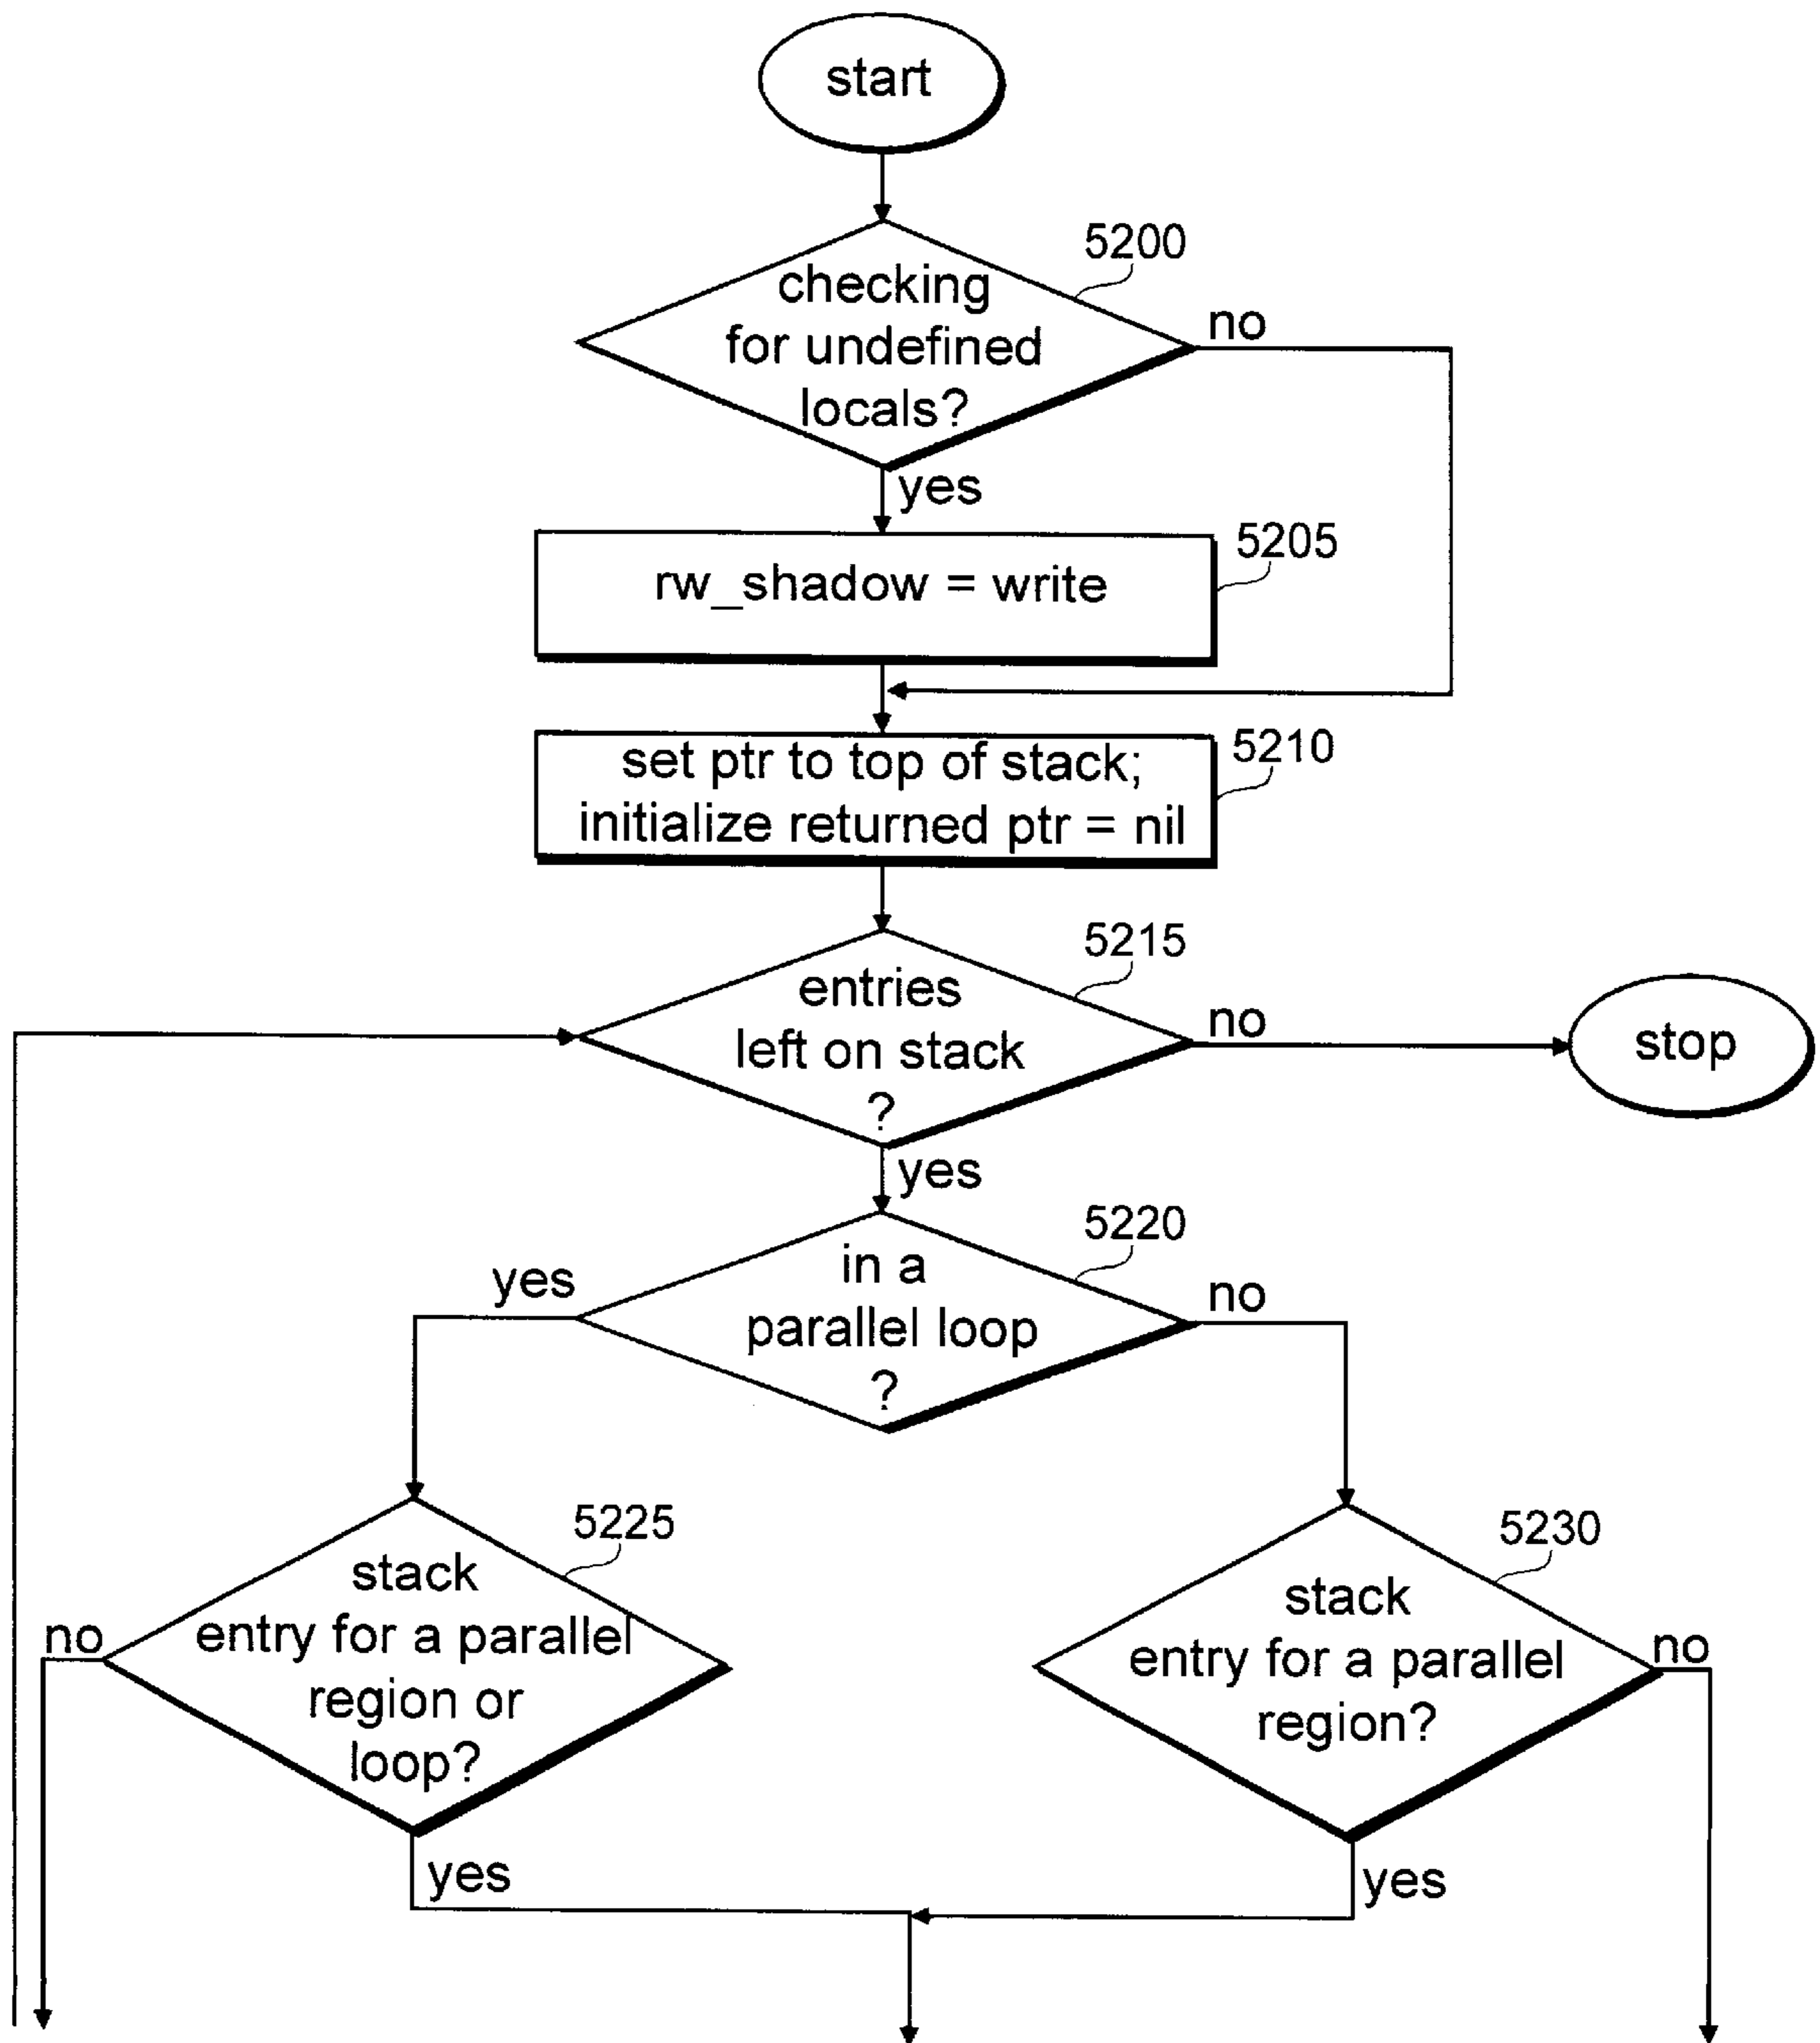 start
5200
checking
for undefined
locals?
no
yes
5205
rw_shadow = write
5210
set ptr to top of stack;
initialize returned ptr = nil
5215
entries
left on stack
?
no
stop
yes
5220
in a
parallel loop
?
yes
no
5225
stack
entry for a parallel
region or
loop?
no
yes
5230
stack
entry for a parallel
region?
no
yes